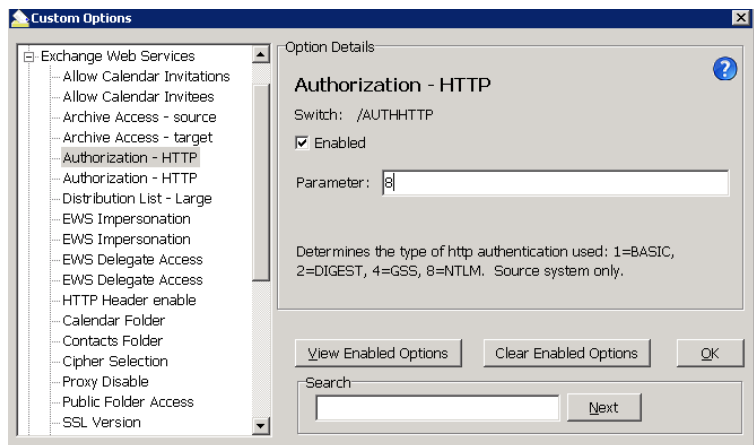 Custom Options
Exchange Web Services
Allow Calendar Invitations
Allow Calendar Invitees
Archive Access - source
Archive Access - target
Authorization - HTTP
Authorization - HTTP
Distribution List - Large
EWS Impersonation
EWS Impersonation
EWS Delegate Access
EWS Delegate Access
HTTP Header enable
Calendar Folder
Contacts Folder
Cipher Selection
Proxy Disable
Public Folder Access
SSL Version
Option Details
Authorization - HTTP
Switch: /AUTHHTTP
Enabled
Parameter: 8
Determines the type of http authentication used: 1=BASIC,
2=DIGEST, 4=GSS, 8=NTLM. Source system only.
View Enabled Options Clear Enabled Options OK
Search
Next